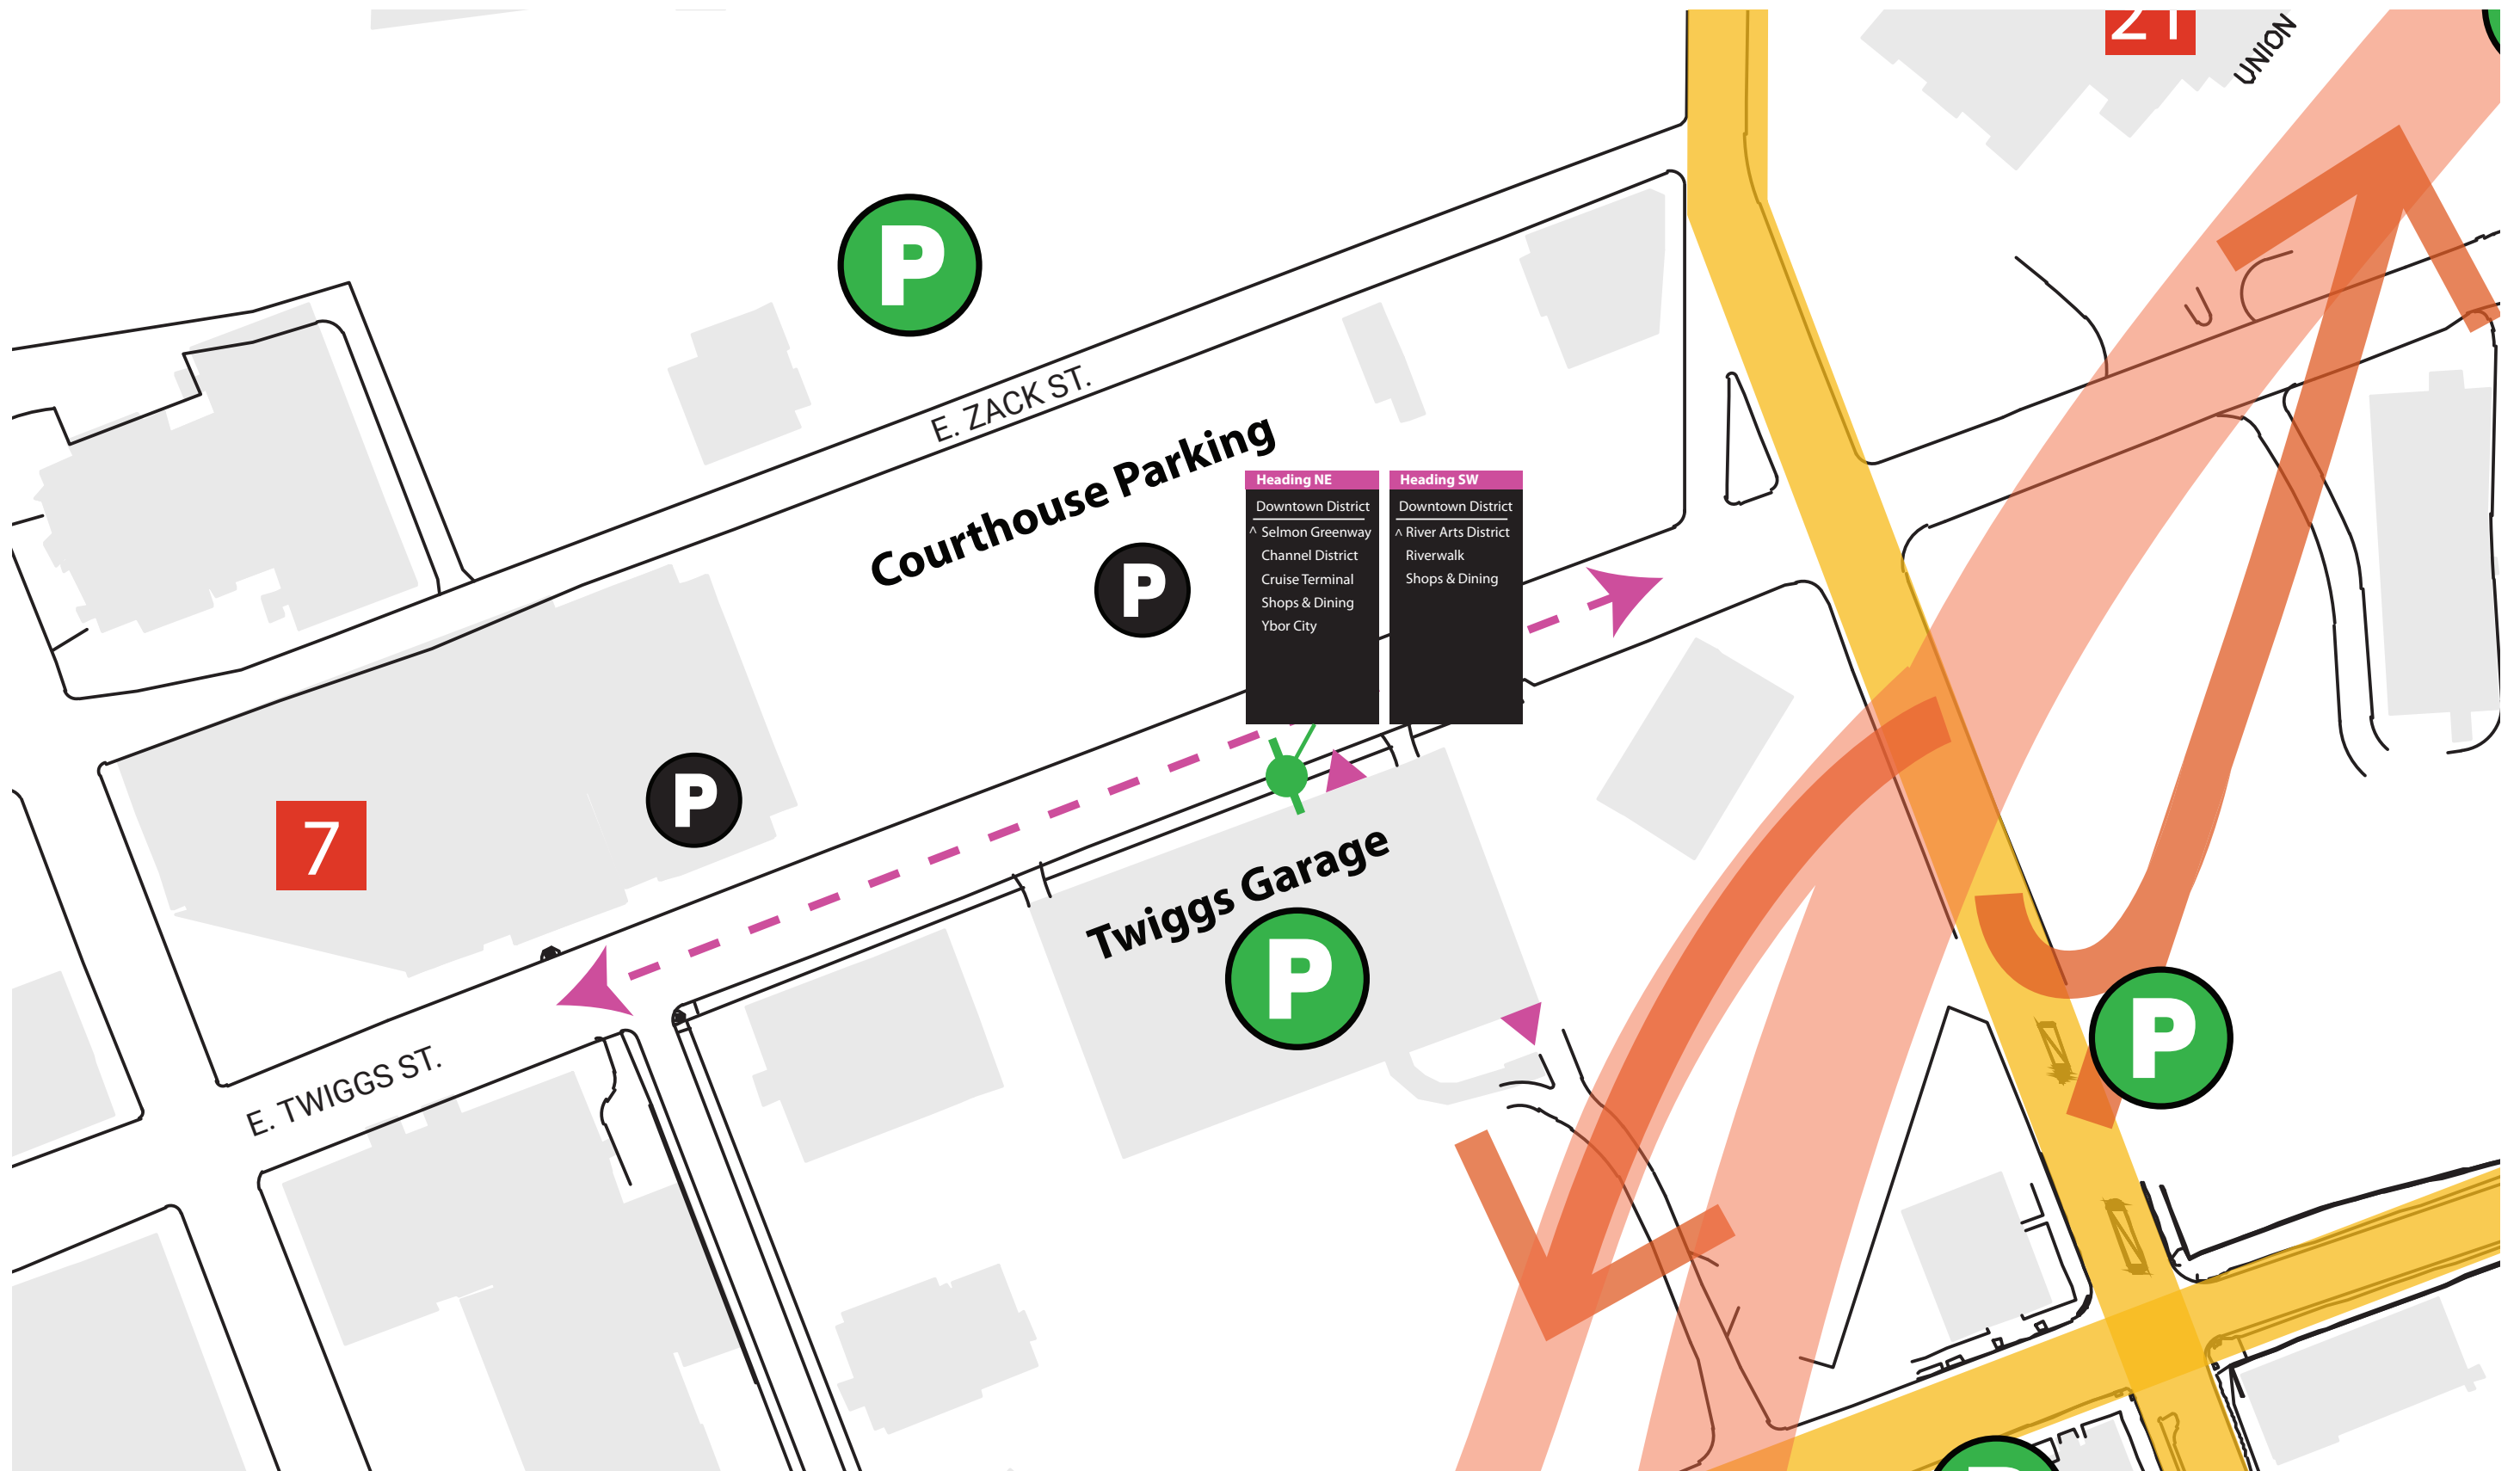 21
UNION
P
E. ZACK ST.
Courthouse Parking
P
Heading NE
Downtown District
^ Selmon Greenway
Channel District
Cruise Terminal
Shops & Dining
Ybor City
Heading SW
Downtown District
^ River Arts District
Riverwalk
Shops & Dining
7
P
Twiggs Garage
P
P
E. TWIGGS ST.
P